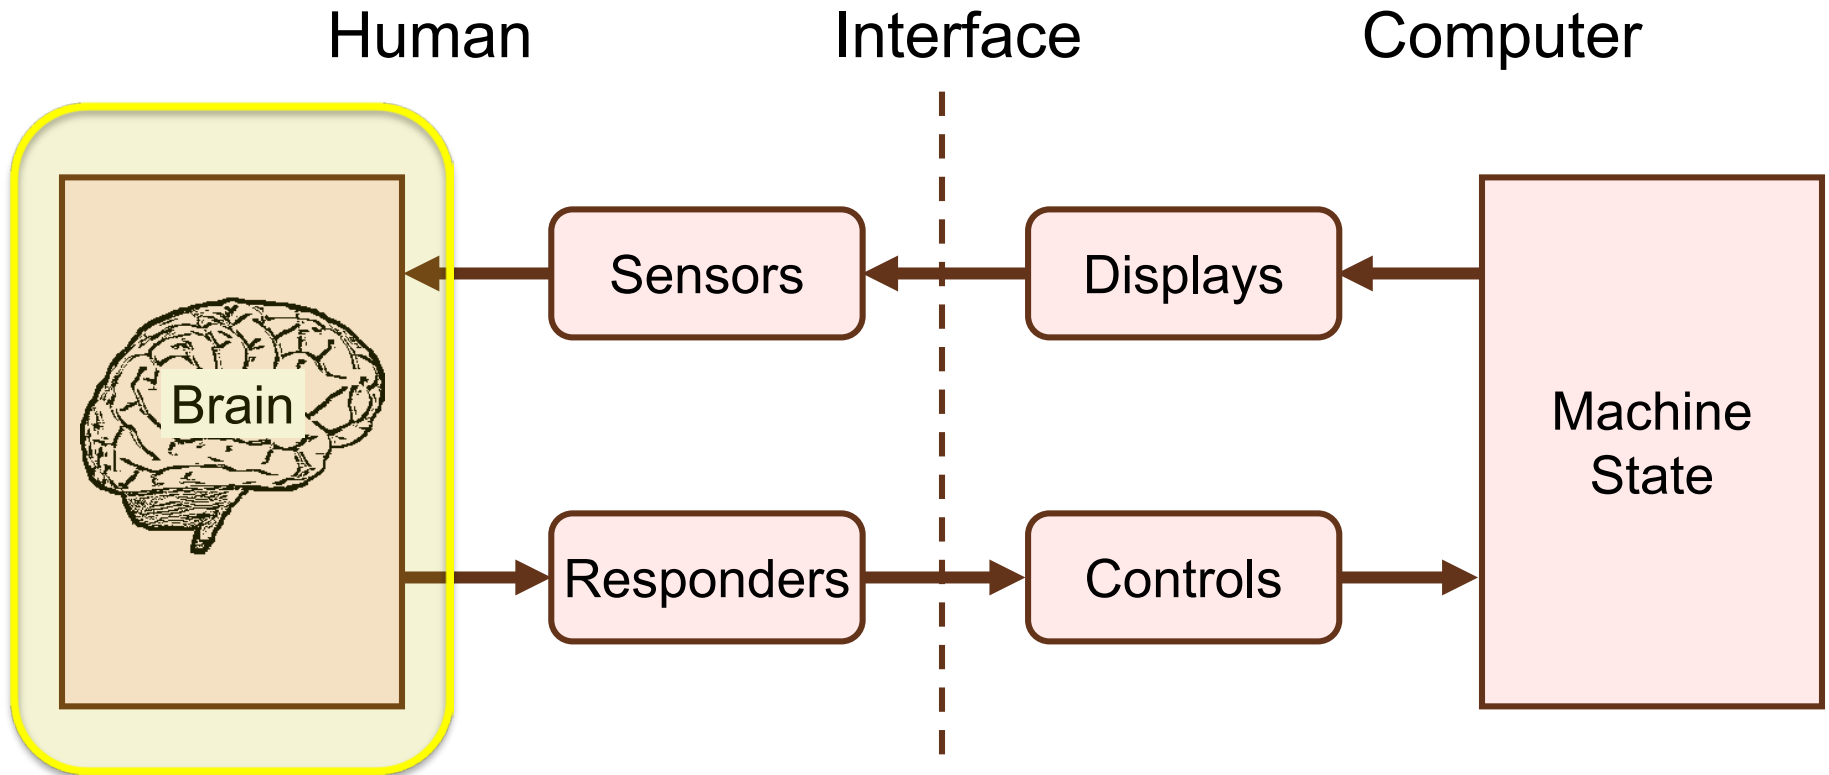 Human
Interface
Computer
Sensors
Displays
Brain
Machine
State
Responders
Controls